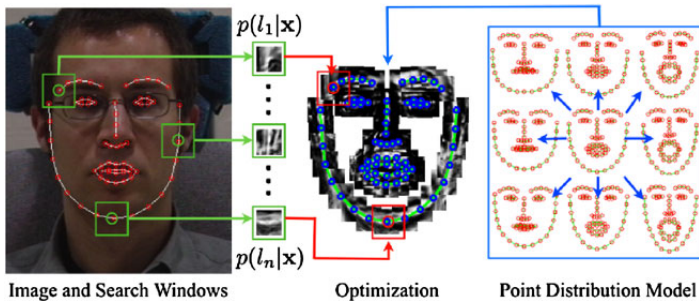 p(l₁|x)
p(lₙ|x)
Image and Search Windows
Optimization
Point Distribution Model